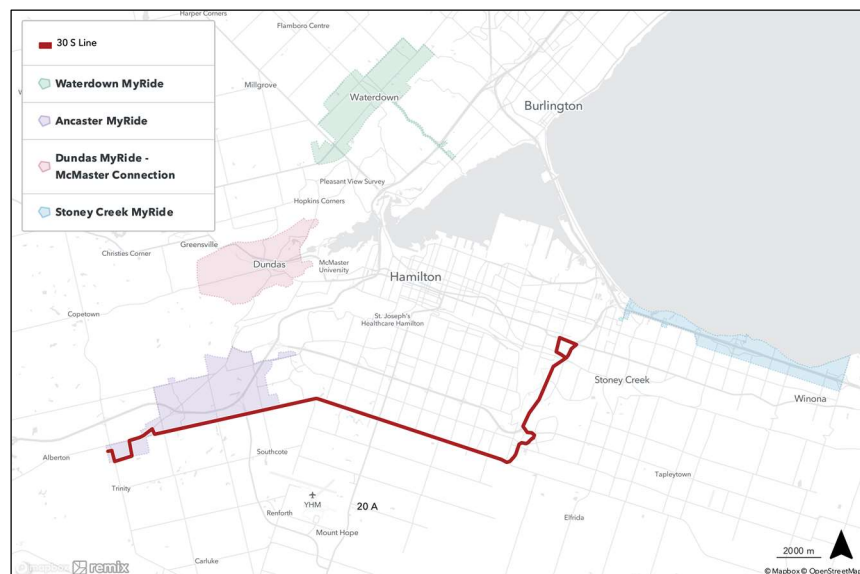 30 S Line
Waterdown MyRide
Ancaster MyRide
Dundas MyRide -
McMaster Connection
Stoney Creek MyRide
Harper Corners
Flamboro Centre
Millgrove
Waterdown
Burlington
Pleasant View Survey
Hopkins Corners
Greensville
Christies Corner
Dundas
McMaster
University
Hamilton
Copetown
St. Joseph's
Healthcare Hamilton
Stoney Creek
Winona
Alberton
Southcote
Trinity
Tapleytown
YHM
20 A
Renforth
Elfrida
Mount Hope
Carluke
2000 m
mapbox
remix
© Mapbox © OpenStreetMap